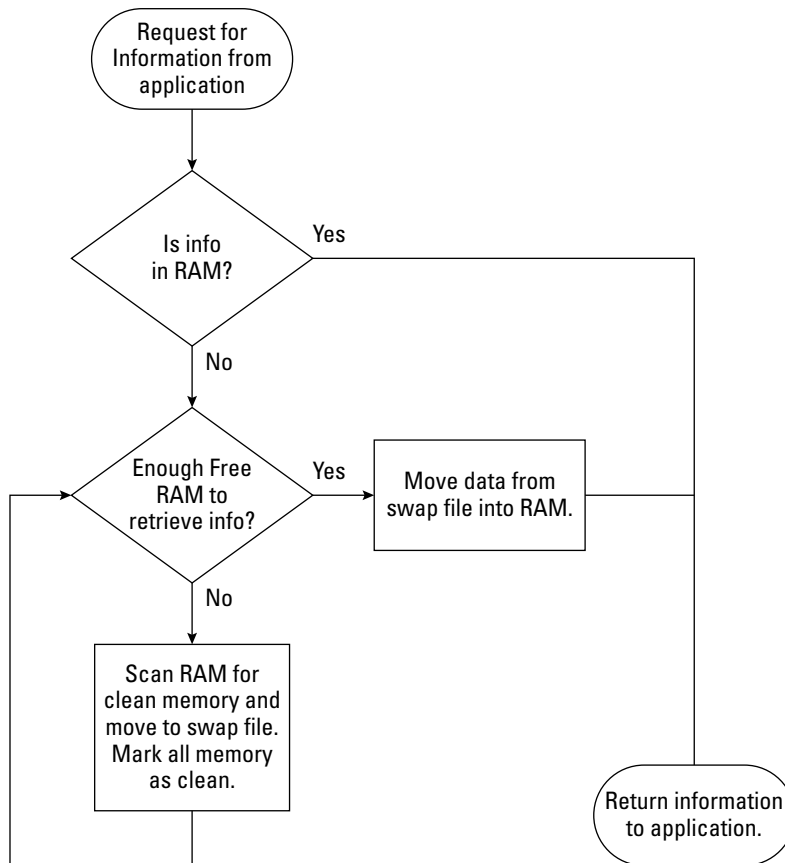 Request for
Information from
application
Is info
in RAM?
Yes
No
Enough Free
RAM to
retrieve info?
Yes
Move data from
swap file into RAM.
No
Scan RAM for
clean memory and
move to swap file.
Mark all memory
as clean.
Return information
to application.